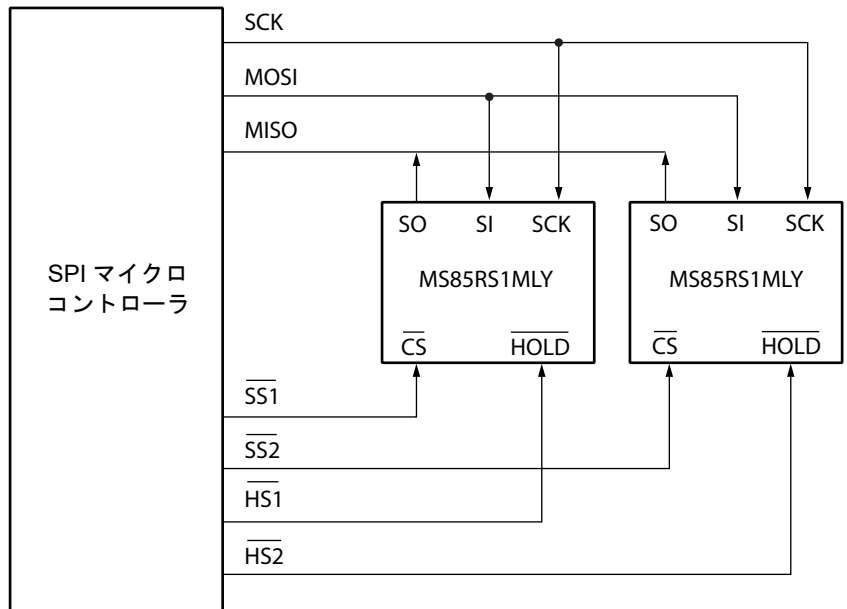 SCK
MOSI
MISO
SO SI SCK
MS85RS1MLY
CS HOLD
SO SI SCK
MS85RS1MLY
CS HOLD
SPI マイクロ
コントローラ
SS1
SS2
HS1
HS2